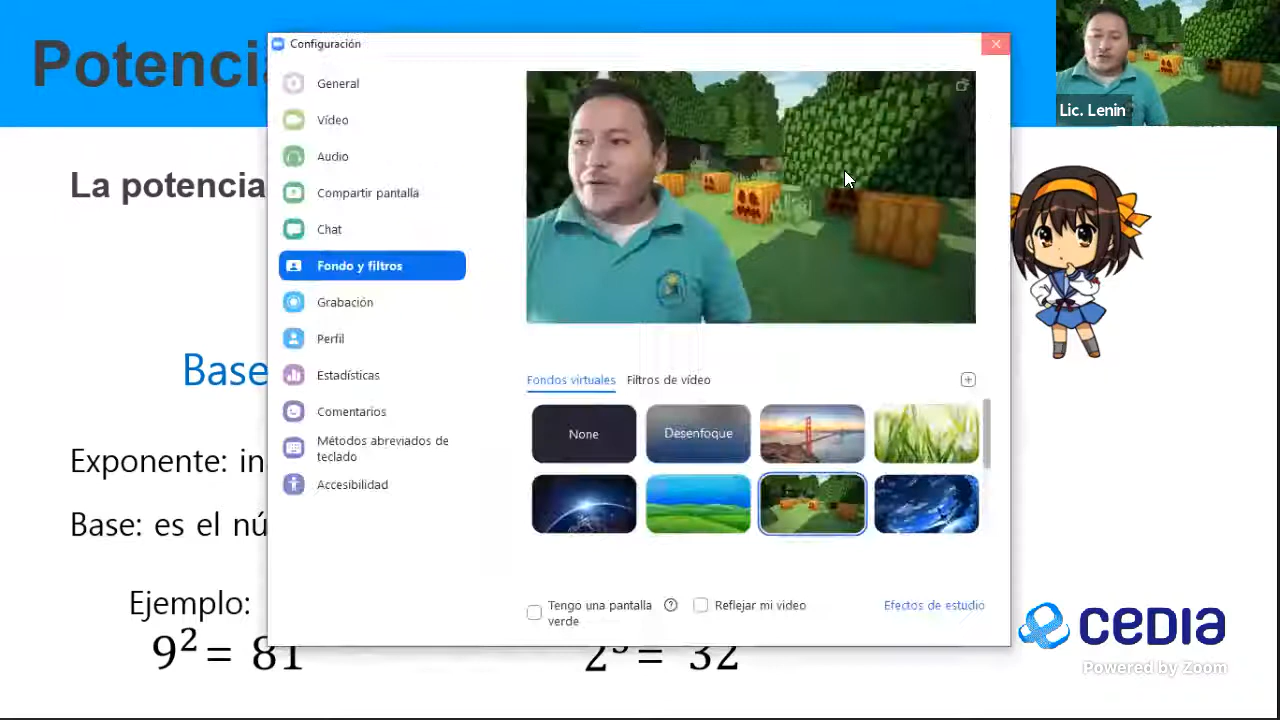 Potencia
Configuración
Lic. Lenin
General
Vídeo
Audio
Compartir pantalla
Chat
Fondo y filtros
Grabación
Perfil
Estadísticas
Comentarios
Métodos abreviados de
teclado
Accesibilidad
Fondos virtuales
Filtros de vídeo
None
Desenfoque
Tengo una pantalla
verde
Reflejar mi video
Efectos de estudio
La potencia
Base
Exponente: in
Base: es el nú
Ejemplo:
9²= 81
= 32
cedia
Powered by Zoom